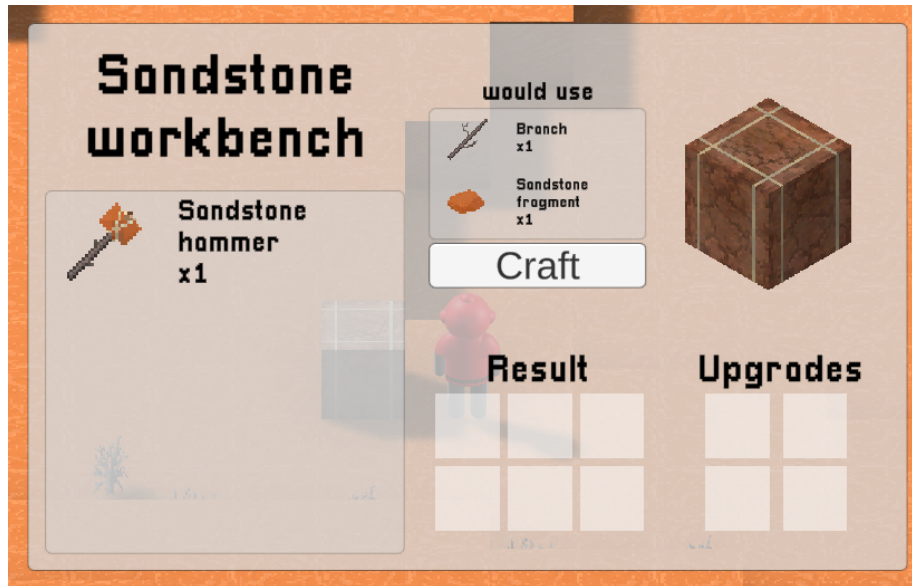 Sandstone
workbench
Sandstone
hammer
x1
would use
Branch
x1
Sandstone
fragment
x1
Craft
Result
Upgrades